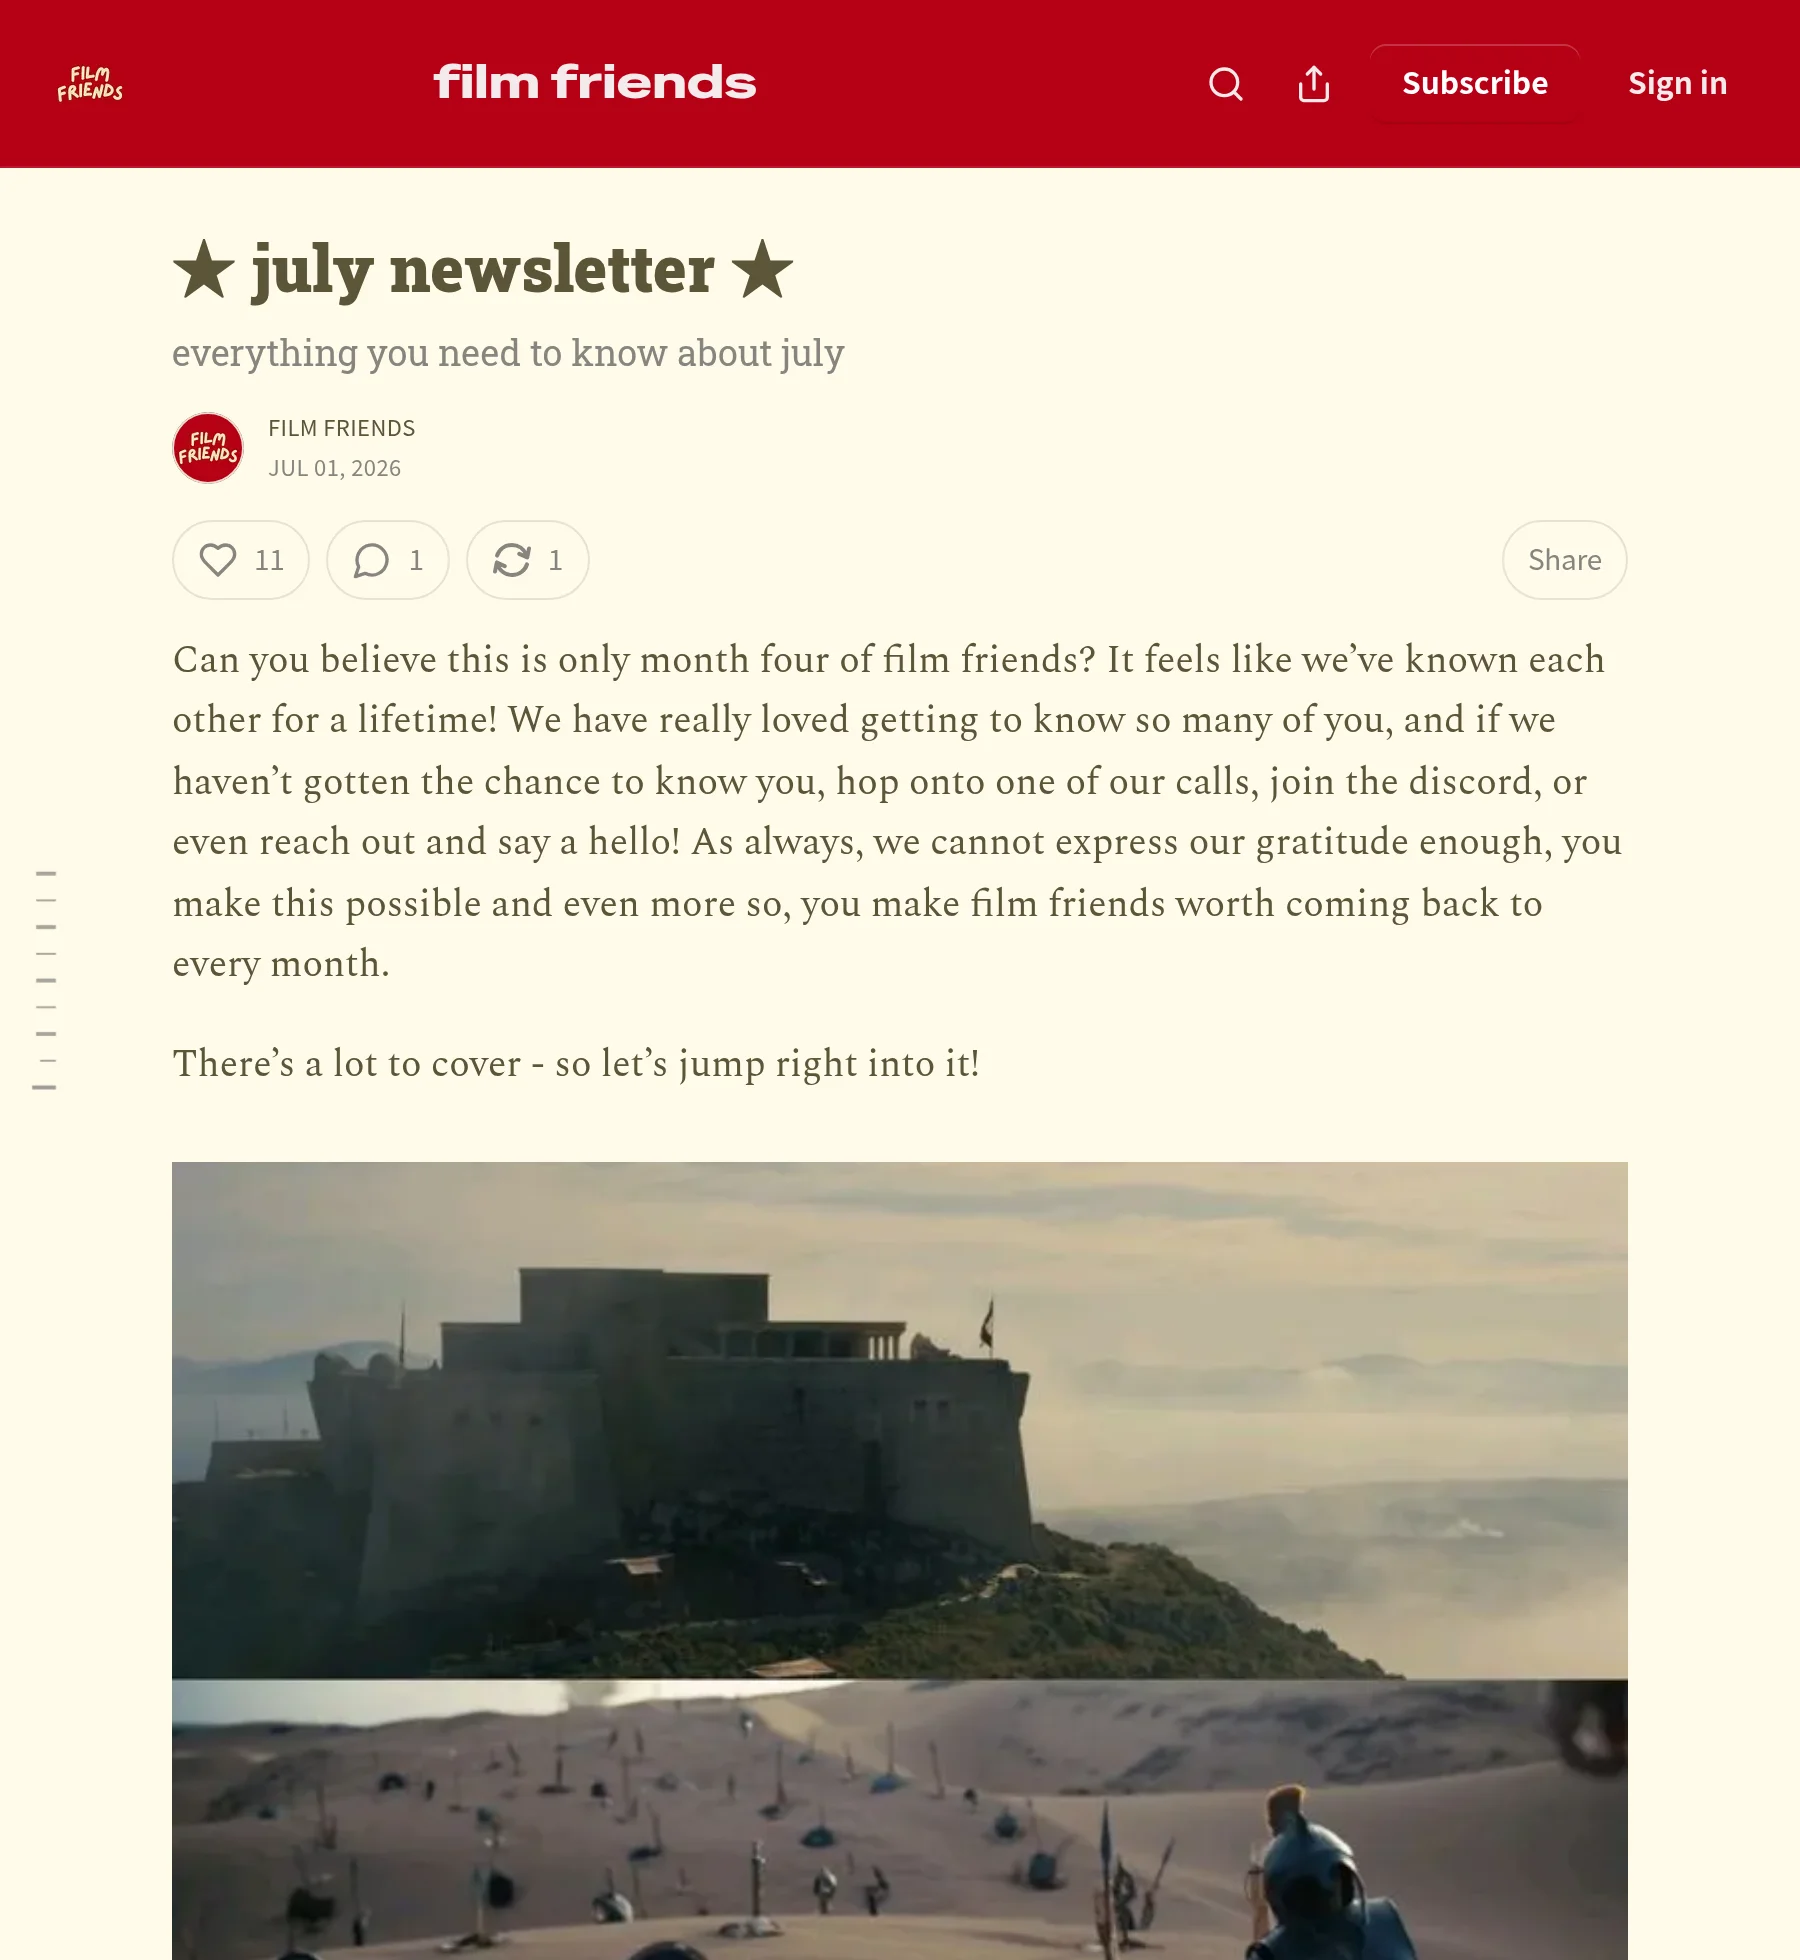 FILM
FRIENDS
film friends
Subscribe
Sign in
★ july newsletter ★
everything you need to know about july
FILM
FRIENDS
FILM FRIENDS
JUL 01, 2026
11
1
1
Share
Can you believe this is only month four of film friends? It feels like we’ve known each
other for a lifetime! We have really loved getting to know so many of you, and if we
haven’t gotten the chance to know you, hop onto one of our calls, join the discord, or
even reach out and say a hello! As always, we cannot express our gratitude enough, you
make this possible and even more so, you make film friends worth coming back to
every month.
There’s a lot to cover - so let’s jump right into it!